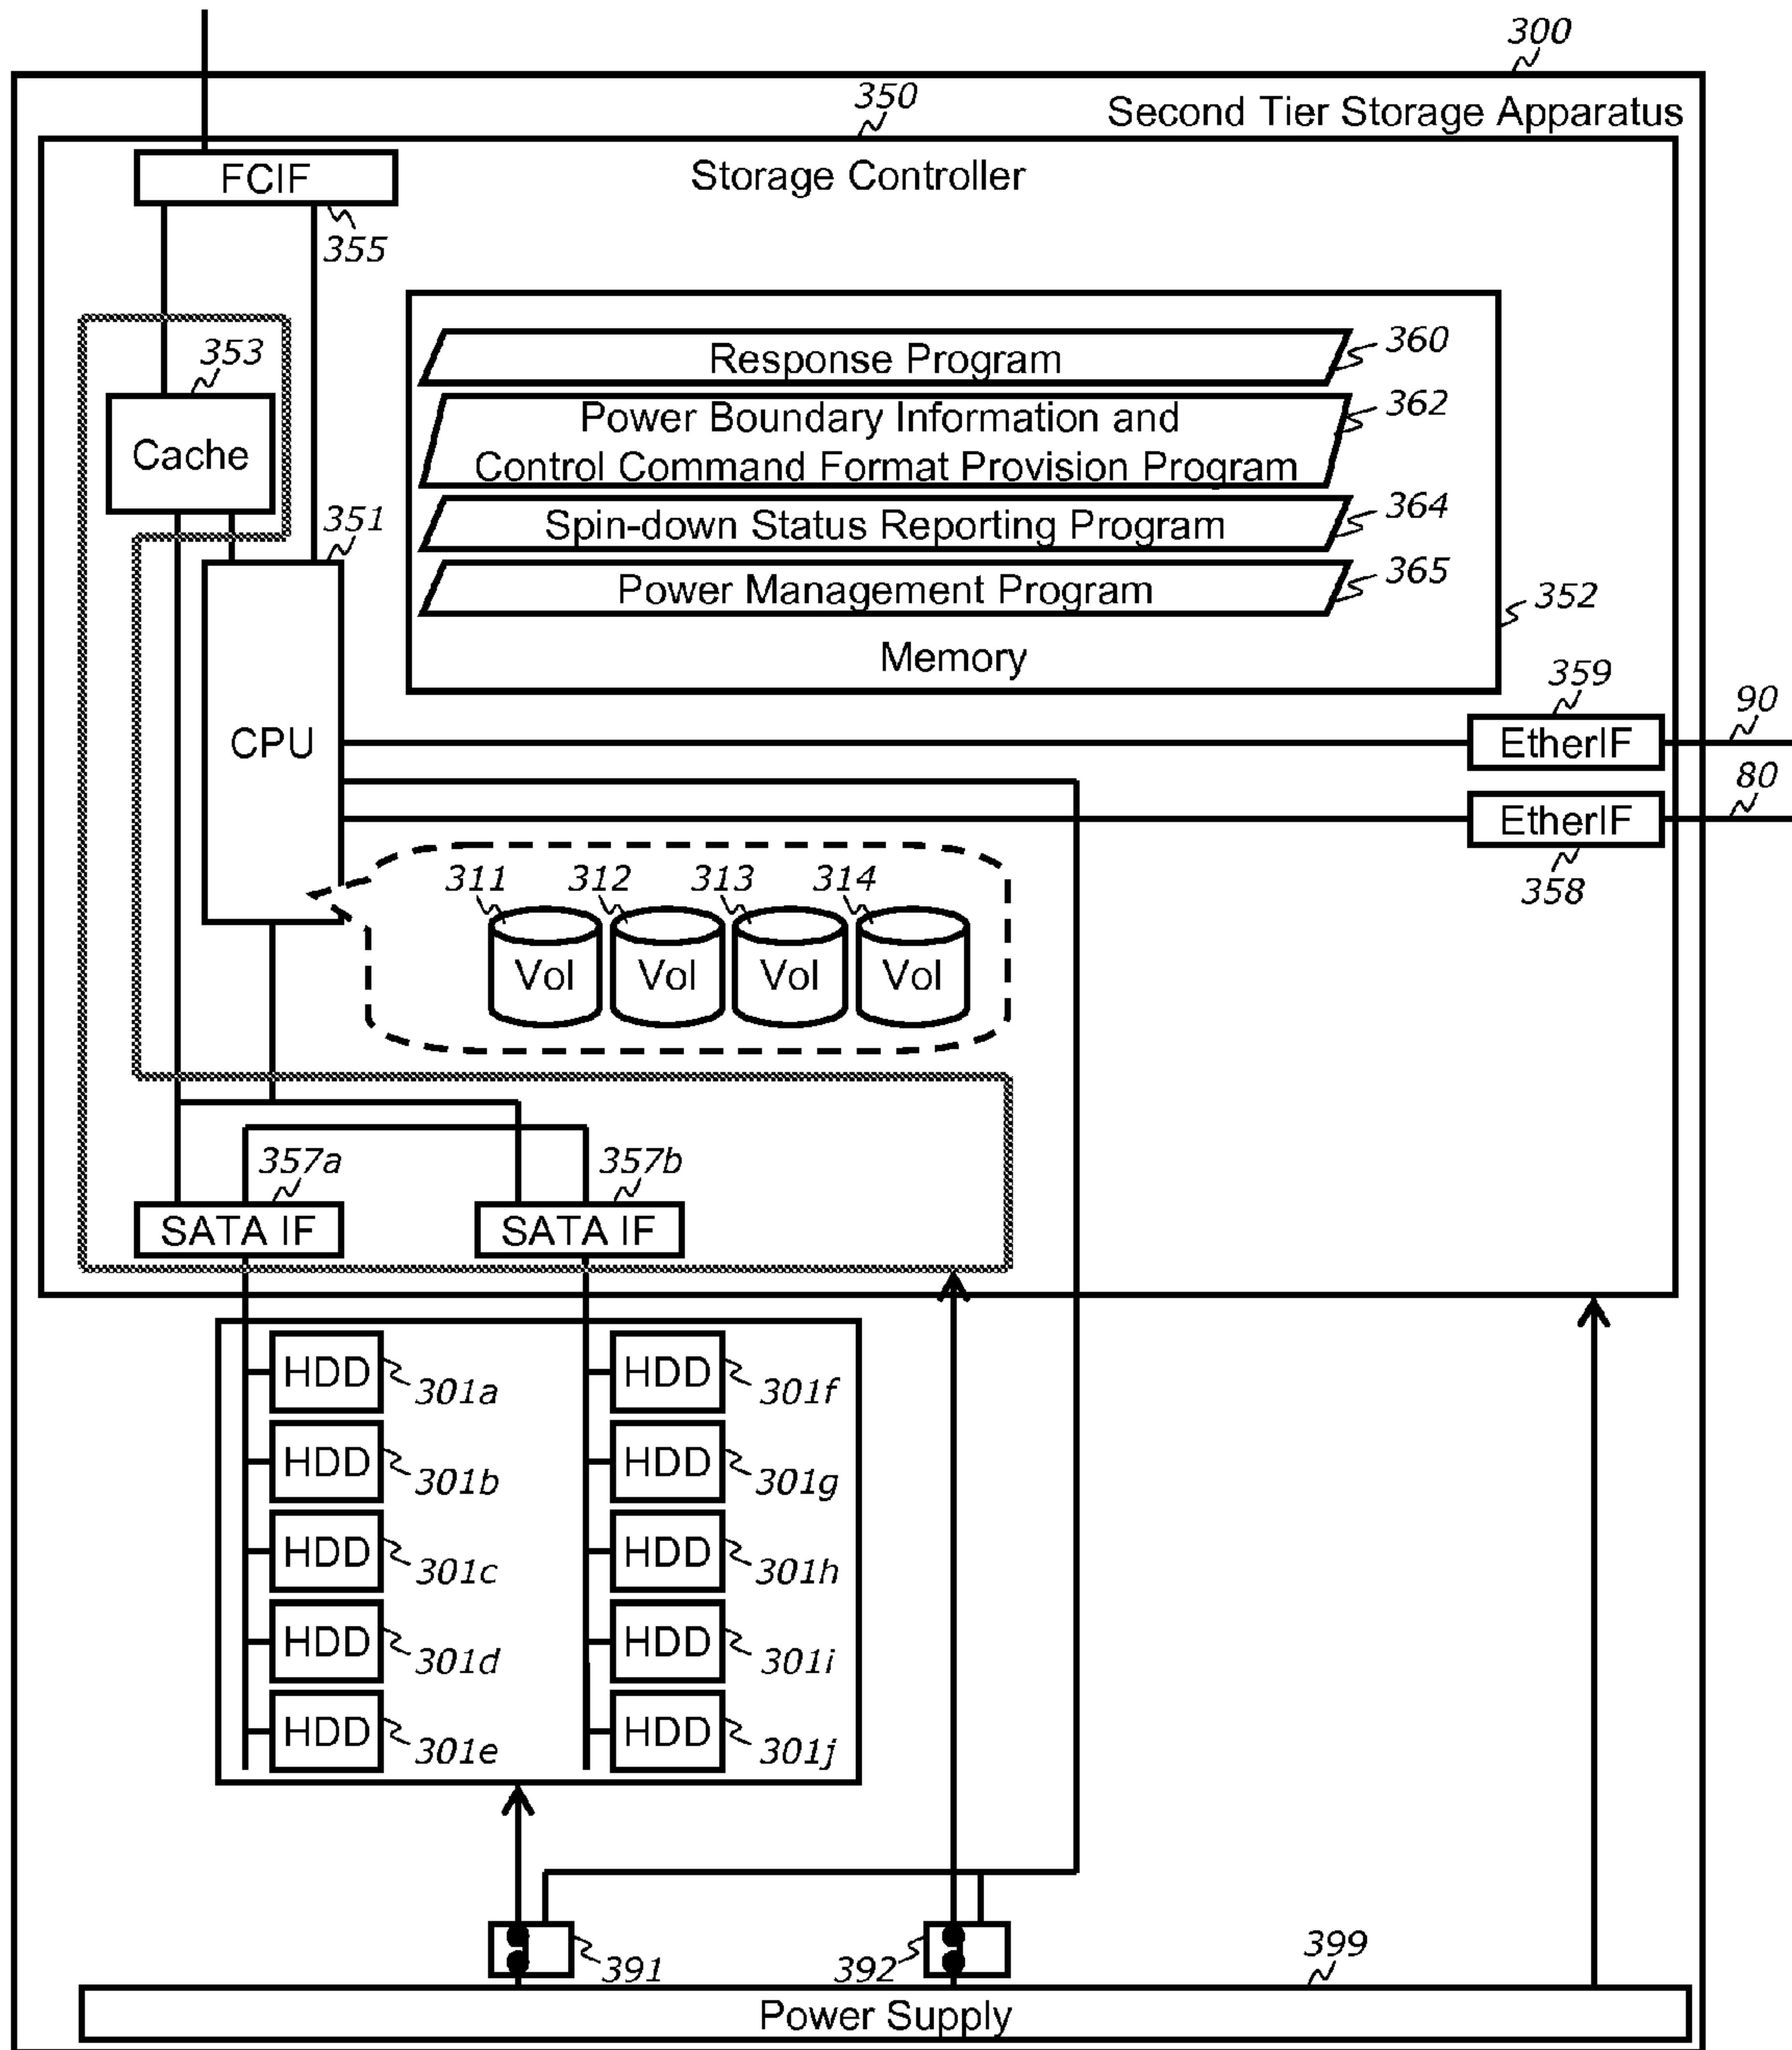 300
350
Second Tier Storage Apparatus
FCIF
Storage Controller
355
353
Response Program
360
Cache
Power Boundary Information and
Control Command Format Provision Program
362
351
Spin-down Status Reporting Program
364
Power Management Program
365
352
Memory
359
CPU
EtherIF
90
EtherIF
80
358
311 312 313 314
Vol Vol Vol Vol
357a 357b
SATA IF SATA IF
HDD 301a HDD 301f
HDD 301b HDD 301g
HDD 301c HDD 301h
HDD 301d HDD 301i
HDD 301e HDD 301j
391 392 399
Power Supply